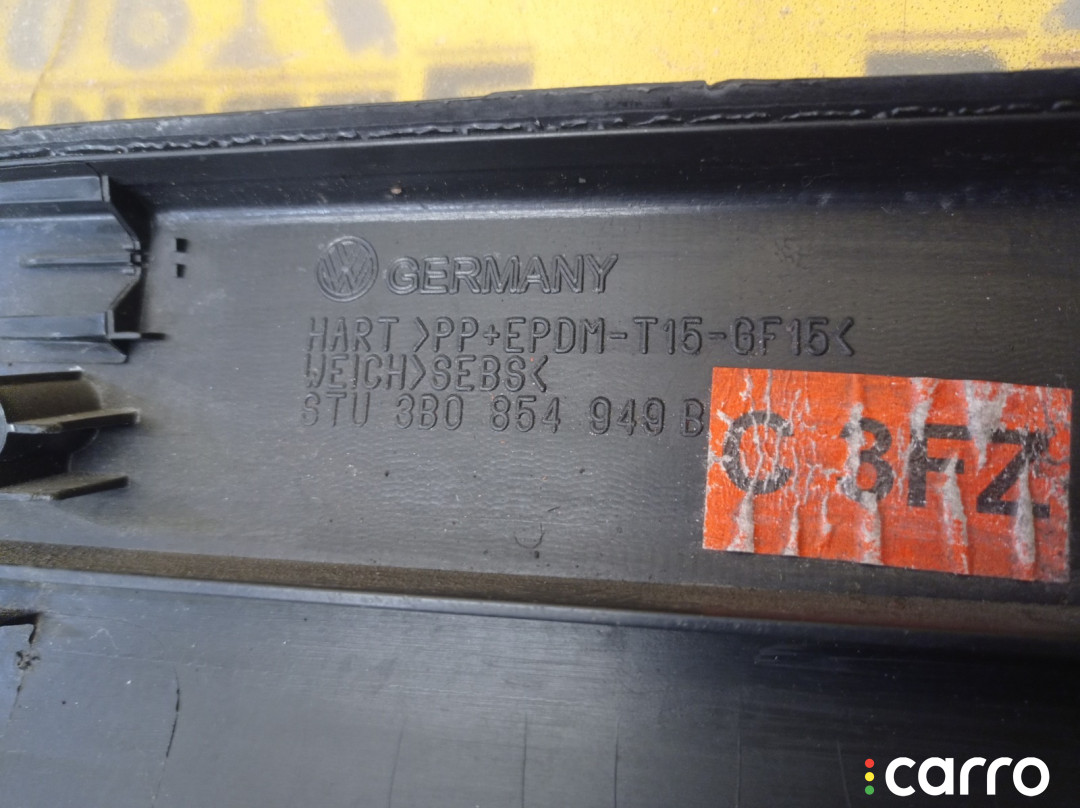 GERMANY
HART >PP+EPDM-T15-GF15<
WEICH>SEBS<
STU 3B0 854 949 B
C 3FZ
carro